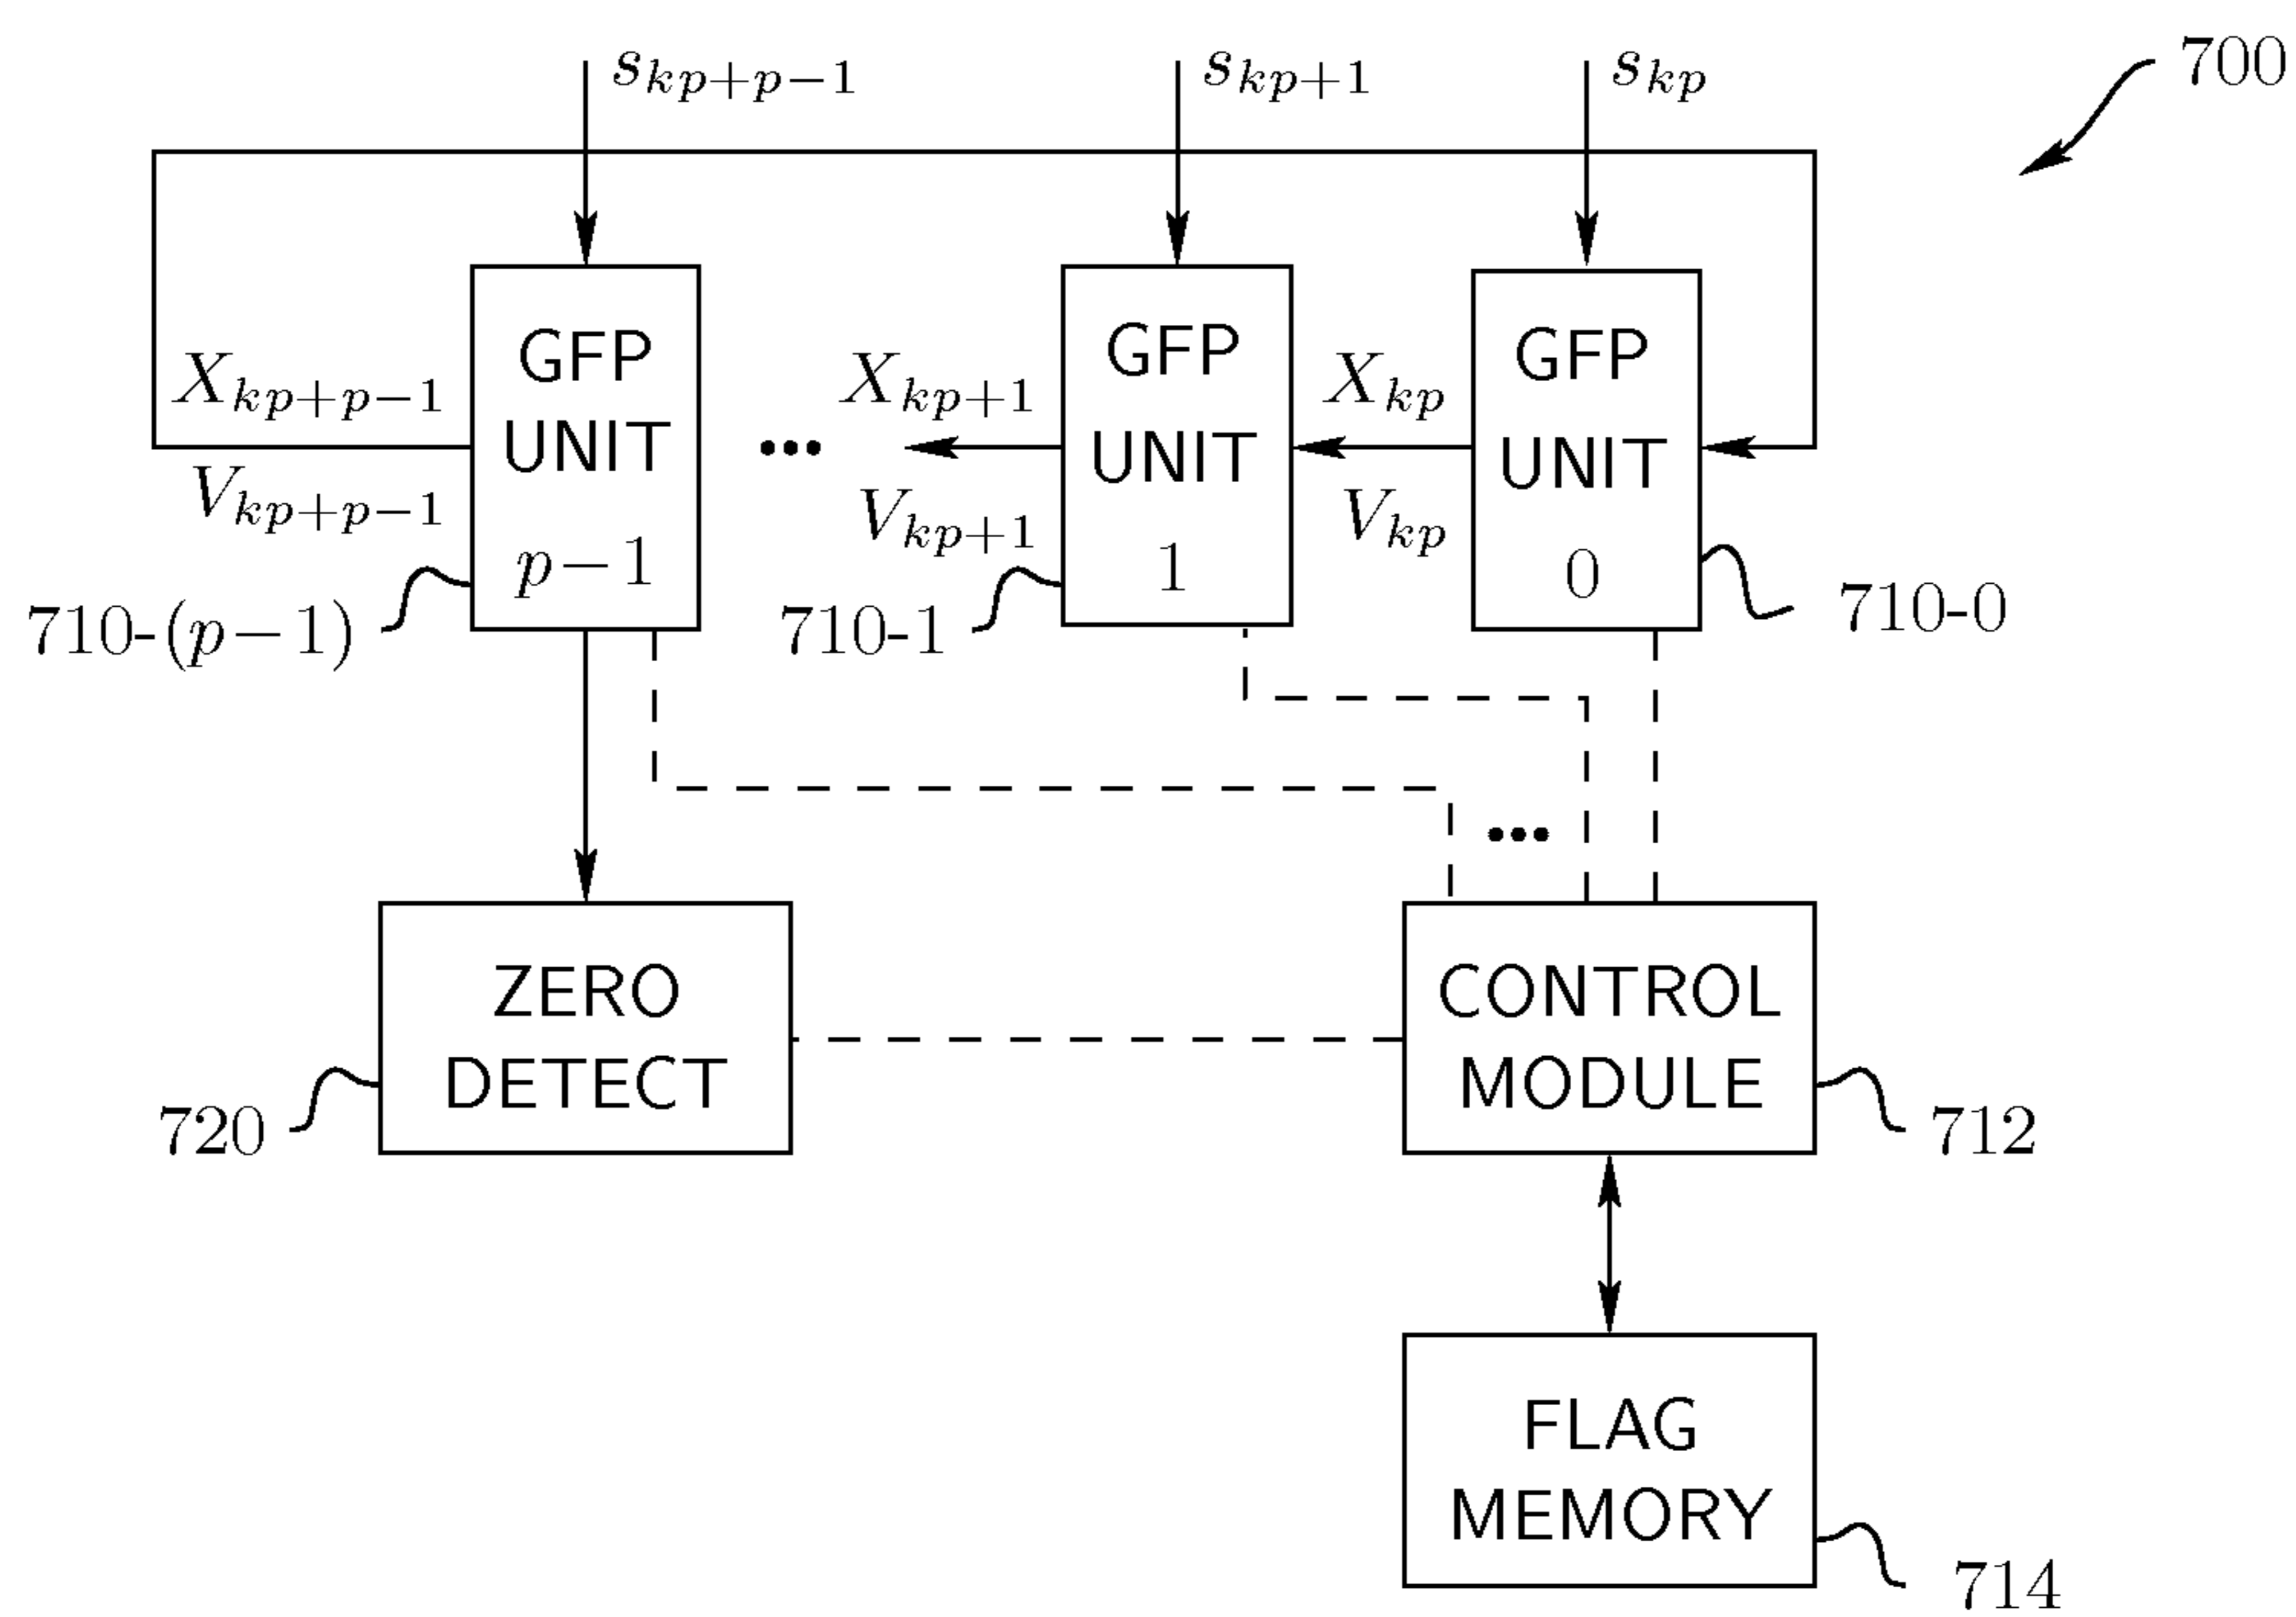 s_{kp+p−1}
s_{kp+1}
s_{kp}
700
GFP
UNIT
p−1
GFP
UNIT
1
GFP
UNIT
0
X_{kp+p−1}
V_{kp+p−1}
•••
X_{kp+1}
V_{kp+1}
X_{kp}
V_{kp}
710-(p−1)
710-1
710-0
•••
ZERO
DETECT
720
CONTROL
MODULE
712
FLAG
MEMORY
714